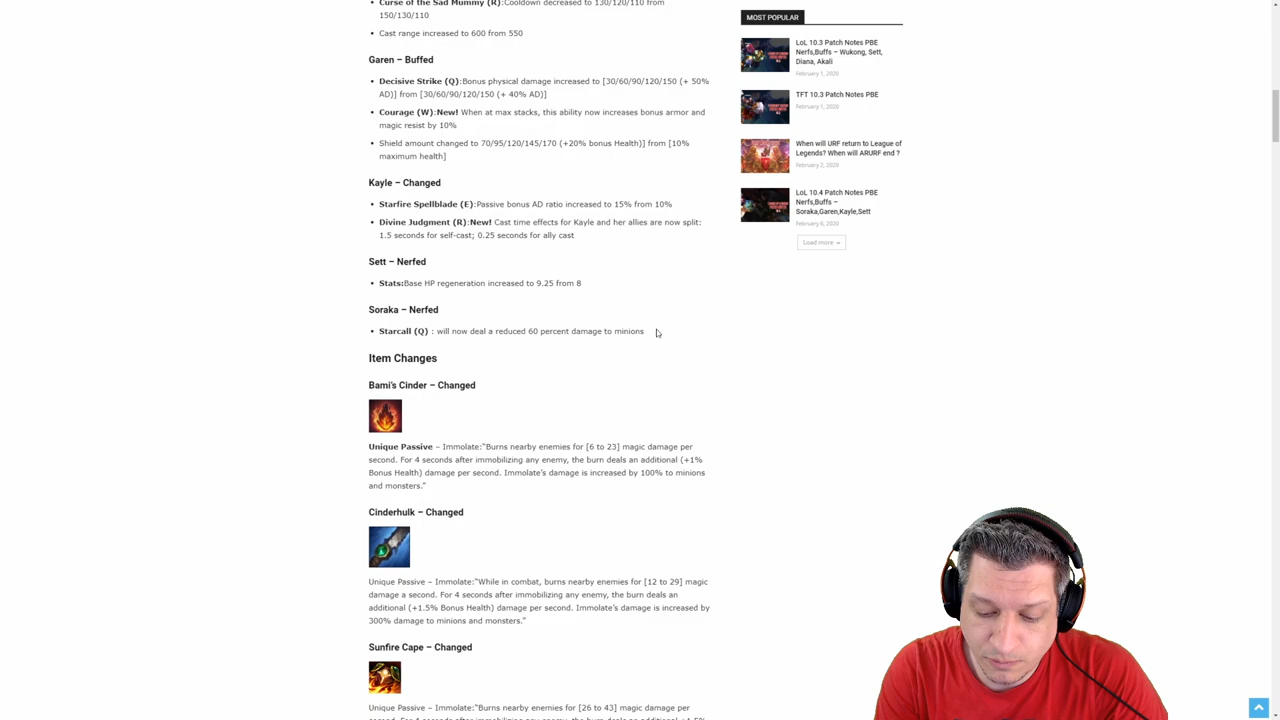 Curse of the Sad Mummy (R):Cooldown decreased to 130/120/110 from
150/130/110
Cast range increased to 600 from 550
Garen – Buffed
Decisive Strike (Q):Bonus physical damage increased to [30/60/90/120/150 (+ 50%
AD)] from [30/60/90/120/150 (+ 40% AD)]
Courage (W):New! When at max stacks, this ability now increases bonus armor and
magic resist by 10%
Shield amount changed to 70/95/120/145/170 (+20% bonus Health)] from [10%
maximum health]
Kayle – Changed
Starfire Spellblade (E):Passive bonus AD ratio increased to 15% from 10%
Divine Judgment (R):New! Cast time effects for Kayle and her allies are now split:
1.5 seconds for self-cast; 0.25 seconds for ally cast
Sett – Nerfed
Stats:Base HP regeneration increased to 9.25 from 8
Soraka – Nerfed
Starcall (Q) : will now deal a reduced 60 percent damage to minions
Item Changes
Bami's Cinder – Changed
Unique Passive – Immolate:"Burns nearby enemies for [6 to 23] magic damage per
second. For 4 seconds after immobilizing any enemy, the burn deals an additional (+1%
Bonus Health) damage per second. Immolate's damage is increased by 100% to minions
and monsters."
Cinderhulk – Changed
Unique Passive – Immolate:"While in combat, burns nearby enemies for [12 to 29] magic
damage a second. For 4 seconds after immobilizing any enemy, the burn deals an
additional (+1.5% Bonus Health) damage per second. Immolate's damage is increased by
300% damage to minions and monsters."
Sunfire Cape – Changed
Unique Passive – Immolate:"Burns nearby enemies for [26 to 43] magic damage per
second. For 4 seconds after immobilizing any enemy, the burn deals an additional (+1.5%
MOST POPULAR
LoL 10.3 Patch Notes PBE
Nerfs,Buffs – Wukong, Sett,
Diana, Akali
February 1, 2020
TFT 10.3 Patch Notes PBE
February 1, 2020
When will URF return to League of
Legends? When will ARURF end ?
February 2, 2020
LoL 10.4 Patch Notes PBE
Nerfs,Buffs –
Soraka,Garen,Kayle,Sett
February 6, 2020
Load more